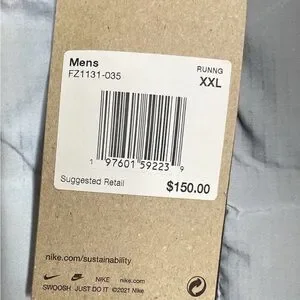 Mens
RUNNG
FZ1131-035
XXL
1 97601 59223 9
Suggested Retail
$150.00
nike.com/sustainability
NIKE nike.com
SWOOSH JUST DO IT ©2021 Nike